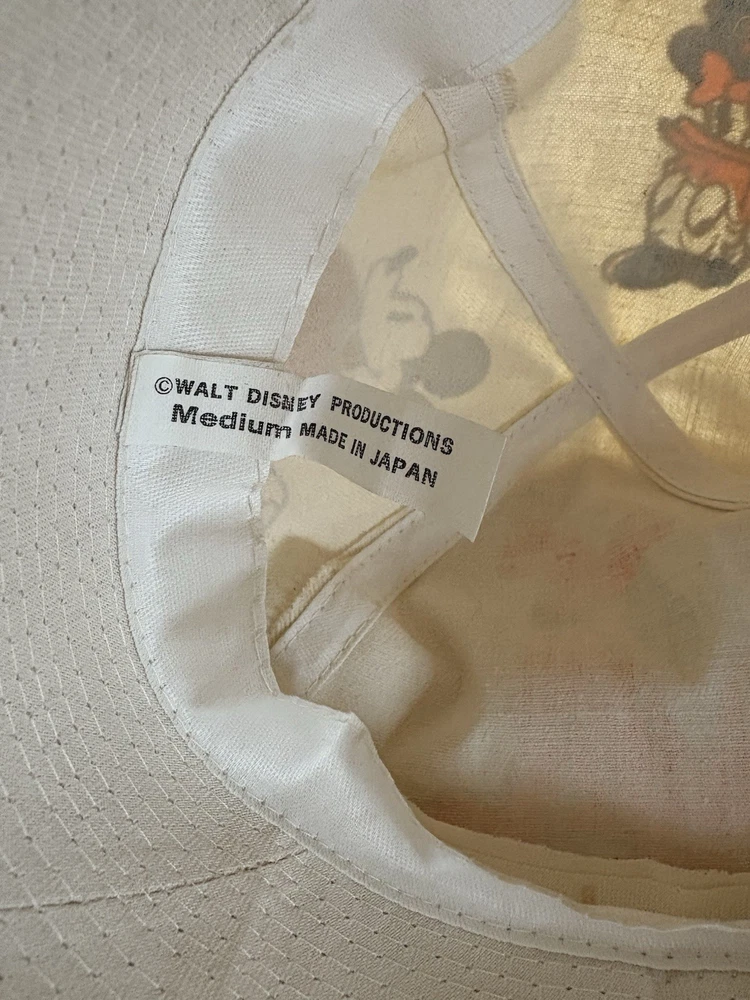 ©WALT DISNEY PRODUCTIONS
Medium MADE IN JAPAN